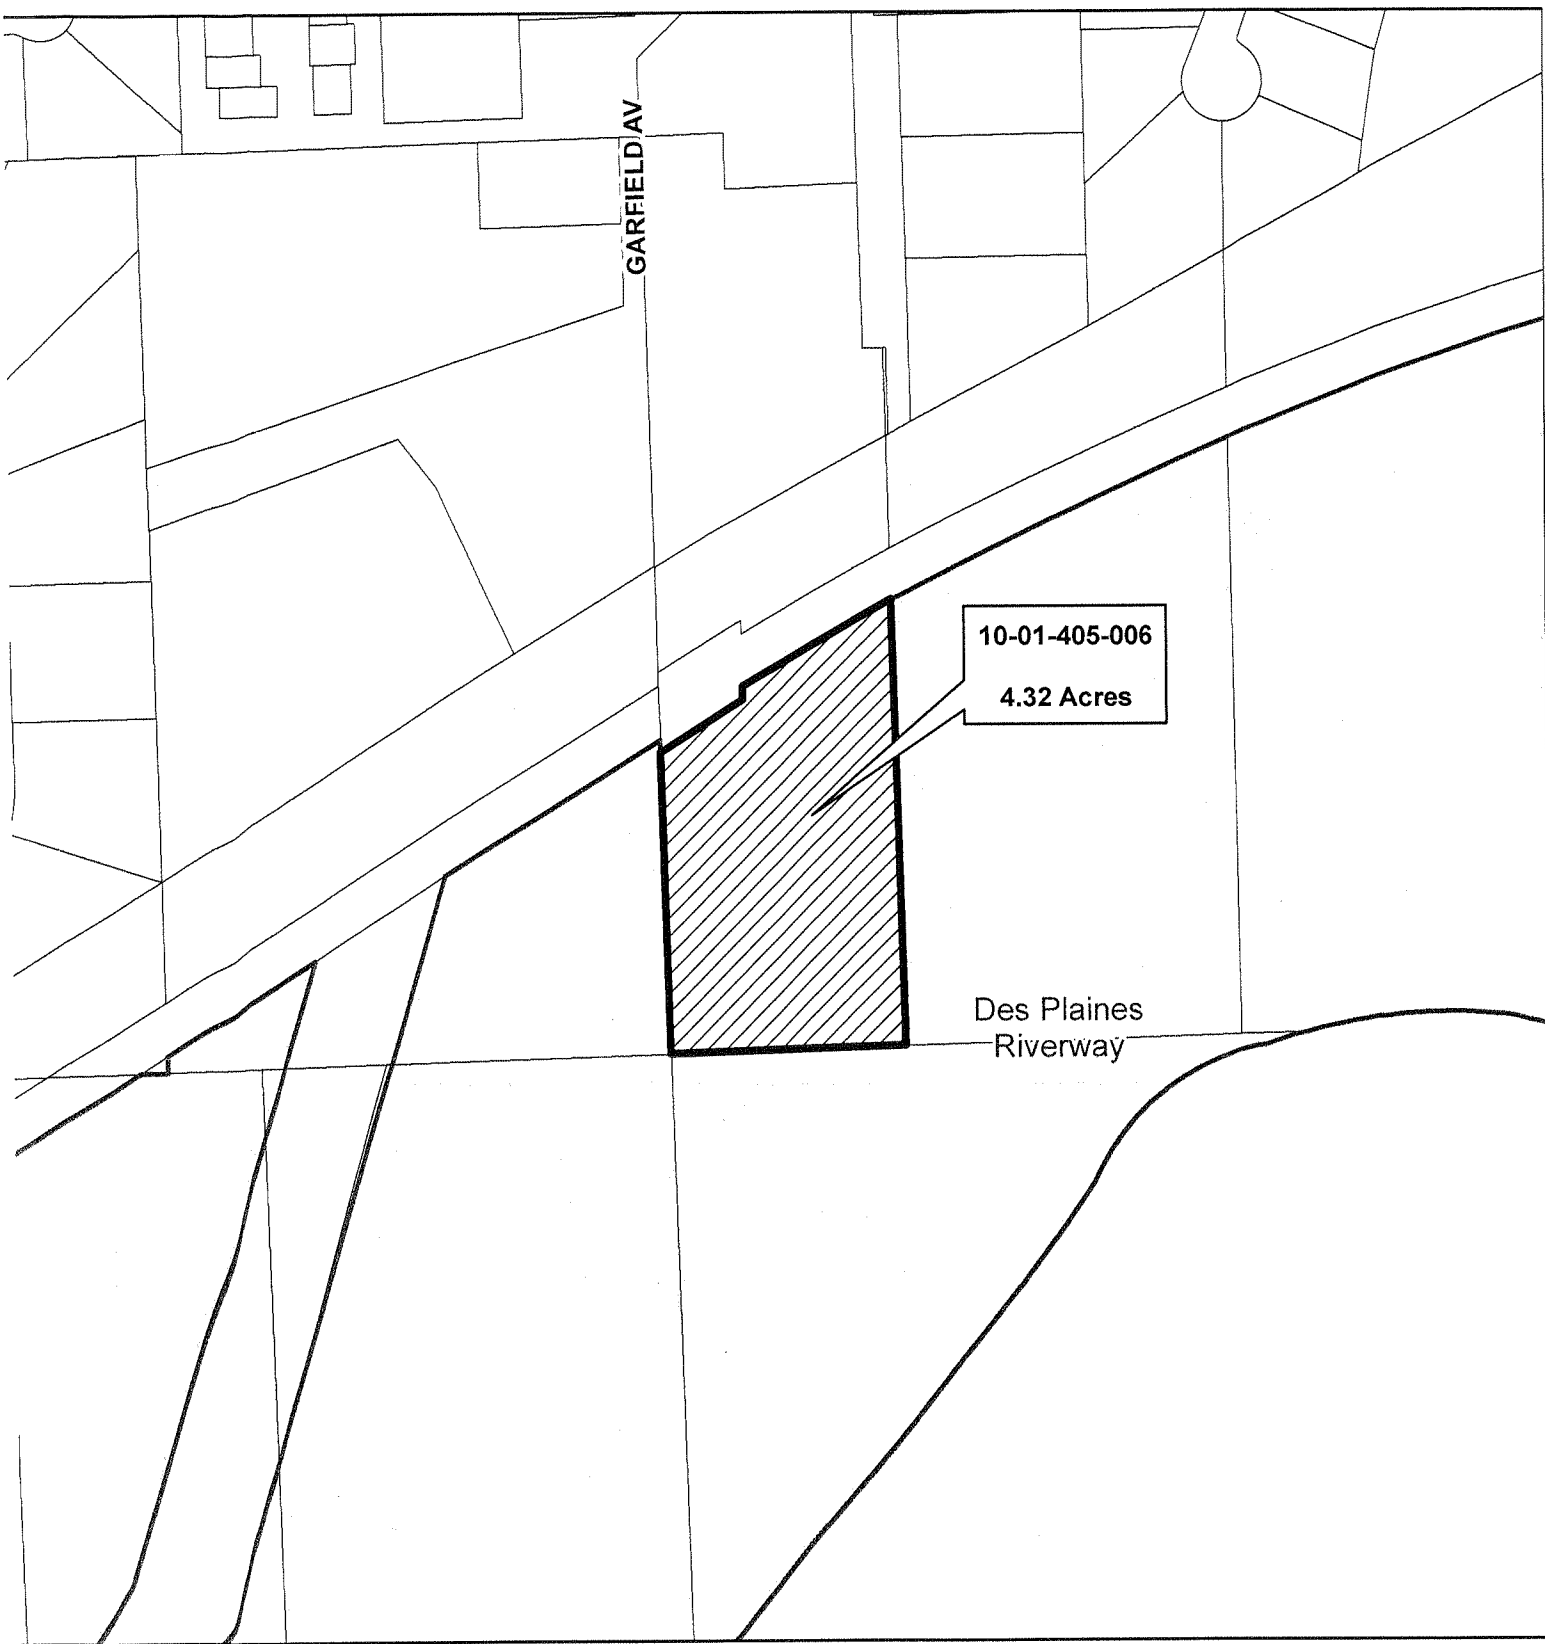 GARFIELD AV
10-01-405-006
4.32 Acres
Des Plaines
Riverway